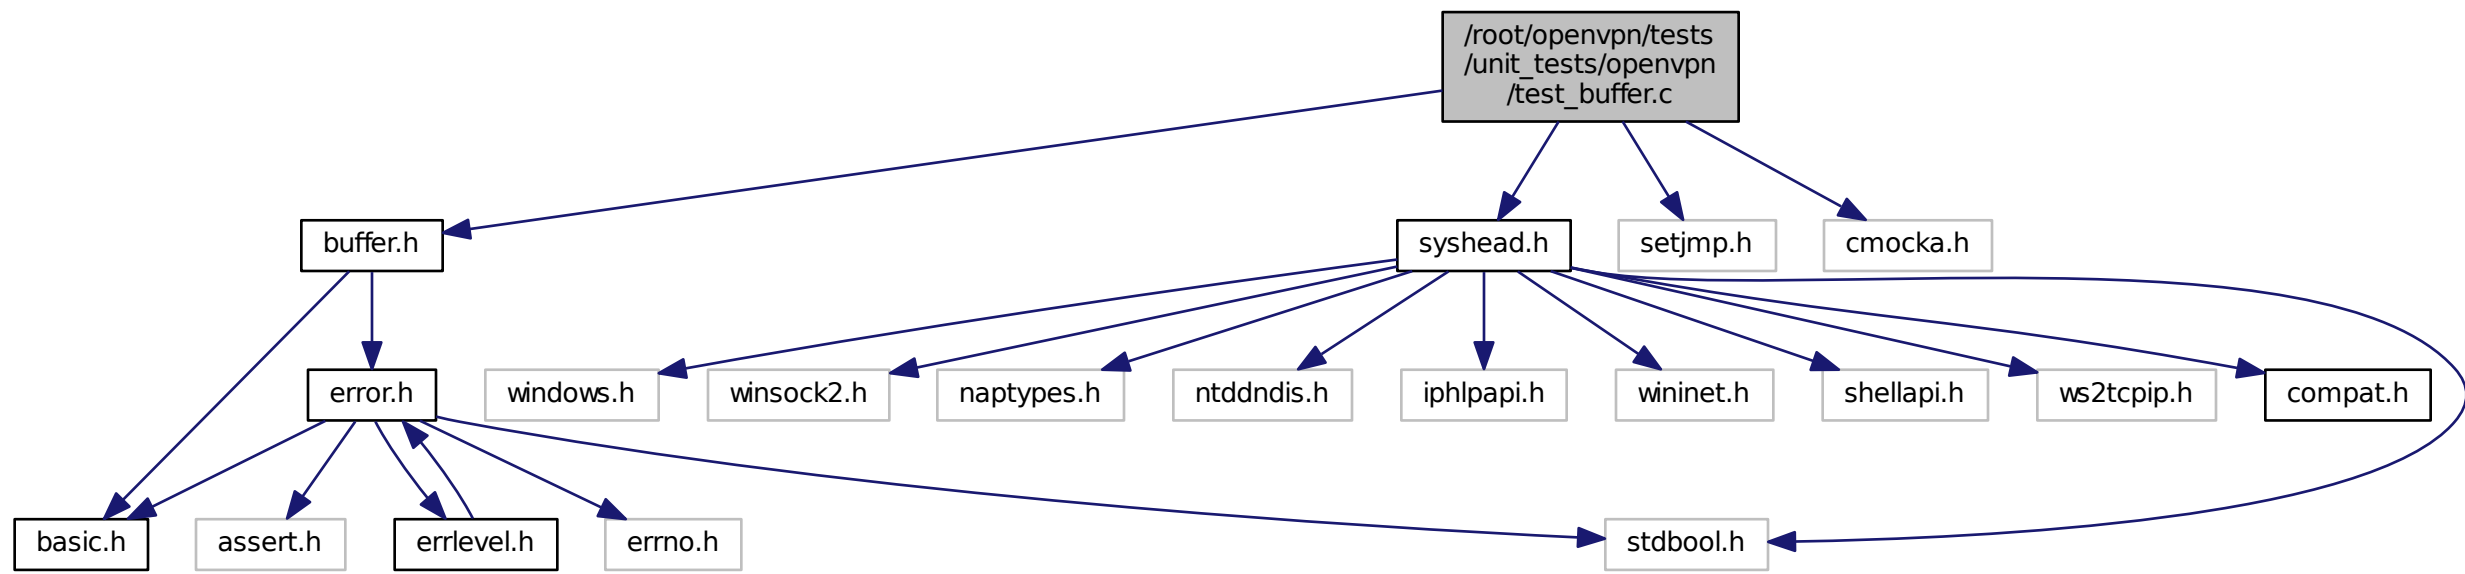 /root/openvpn/tests
/unit_tests/openvpn
/test_buffer.c
buffer.h
syshead.h
setjmp.h
cmocka.h
error.h
windows.h
winsock2.h
naptypes.h
ntddndis.h
iphlpapi.h
wininet.h
shellapi.h
ws2tcpip.h
compat.h
basic.h
assert.h
errlevel.h
errno.h
stdbool.h